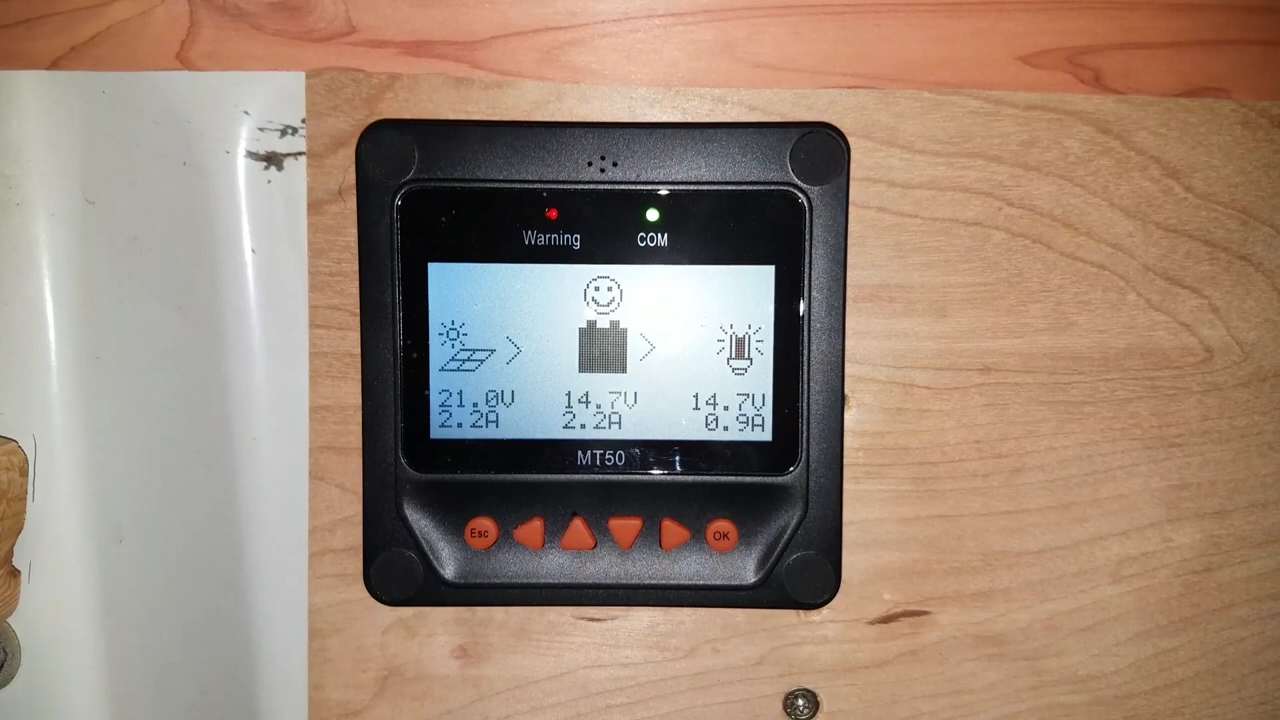 Warning COM
21.0V 14.7V 14.7V
2.2A 2.2A 0.9A
MT50
Esc OK